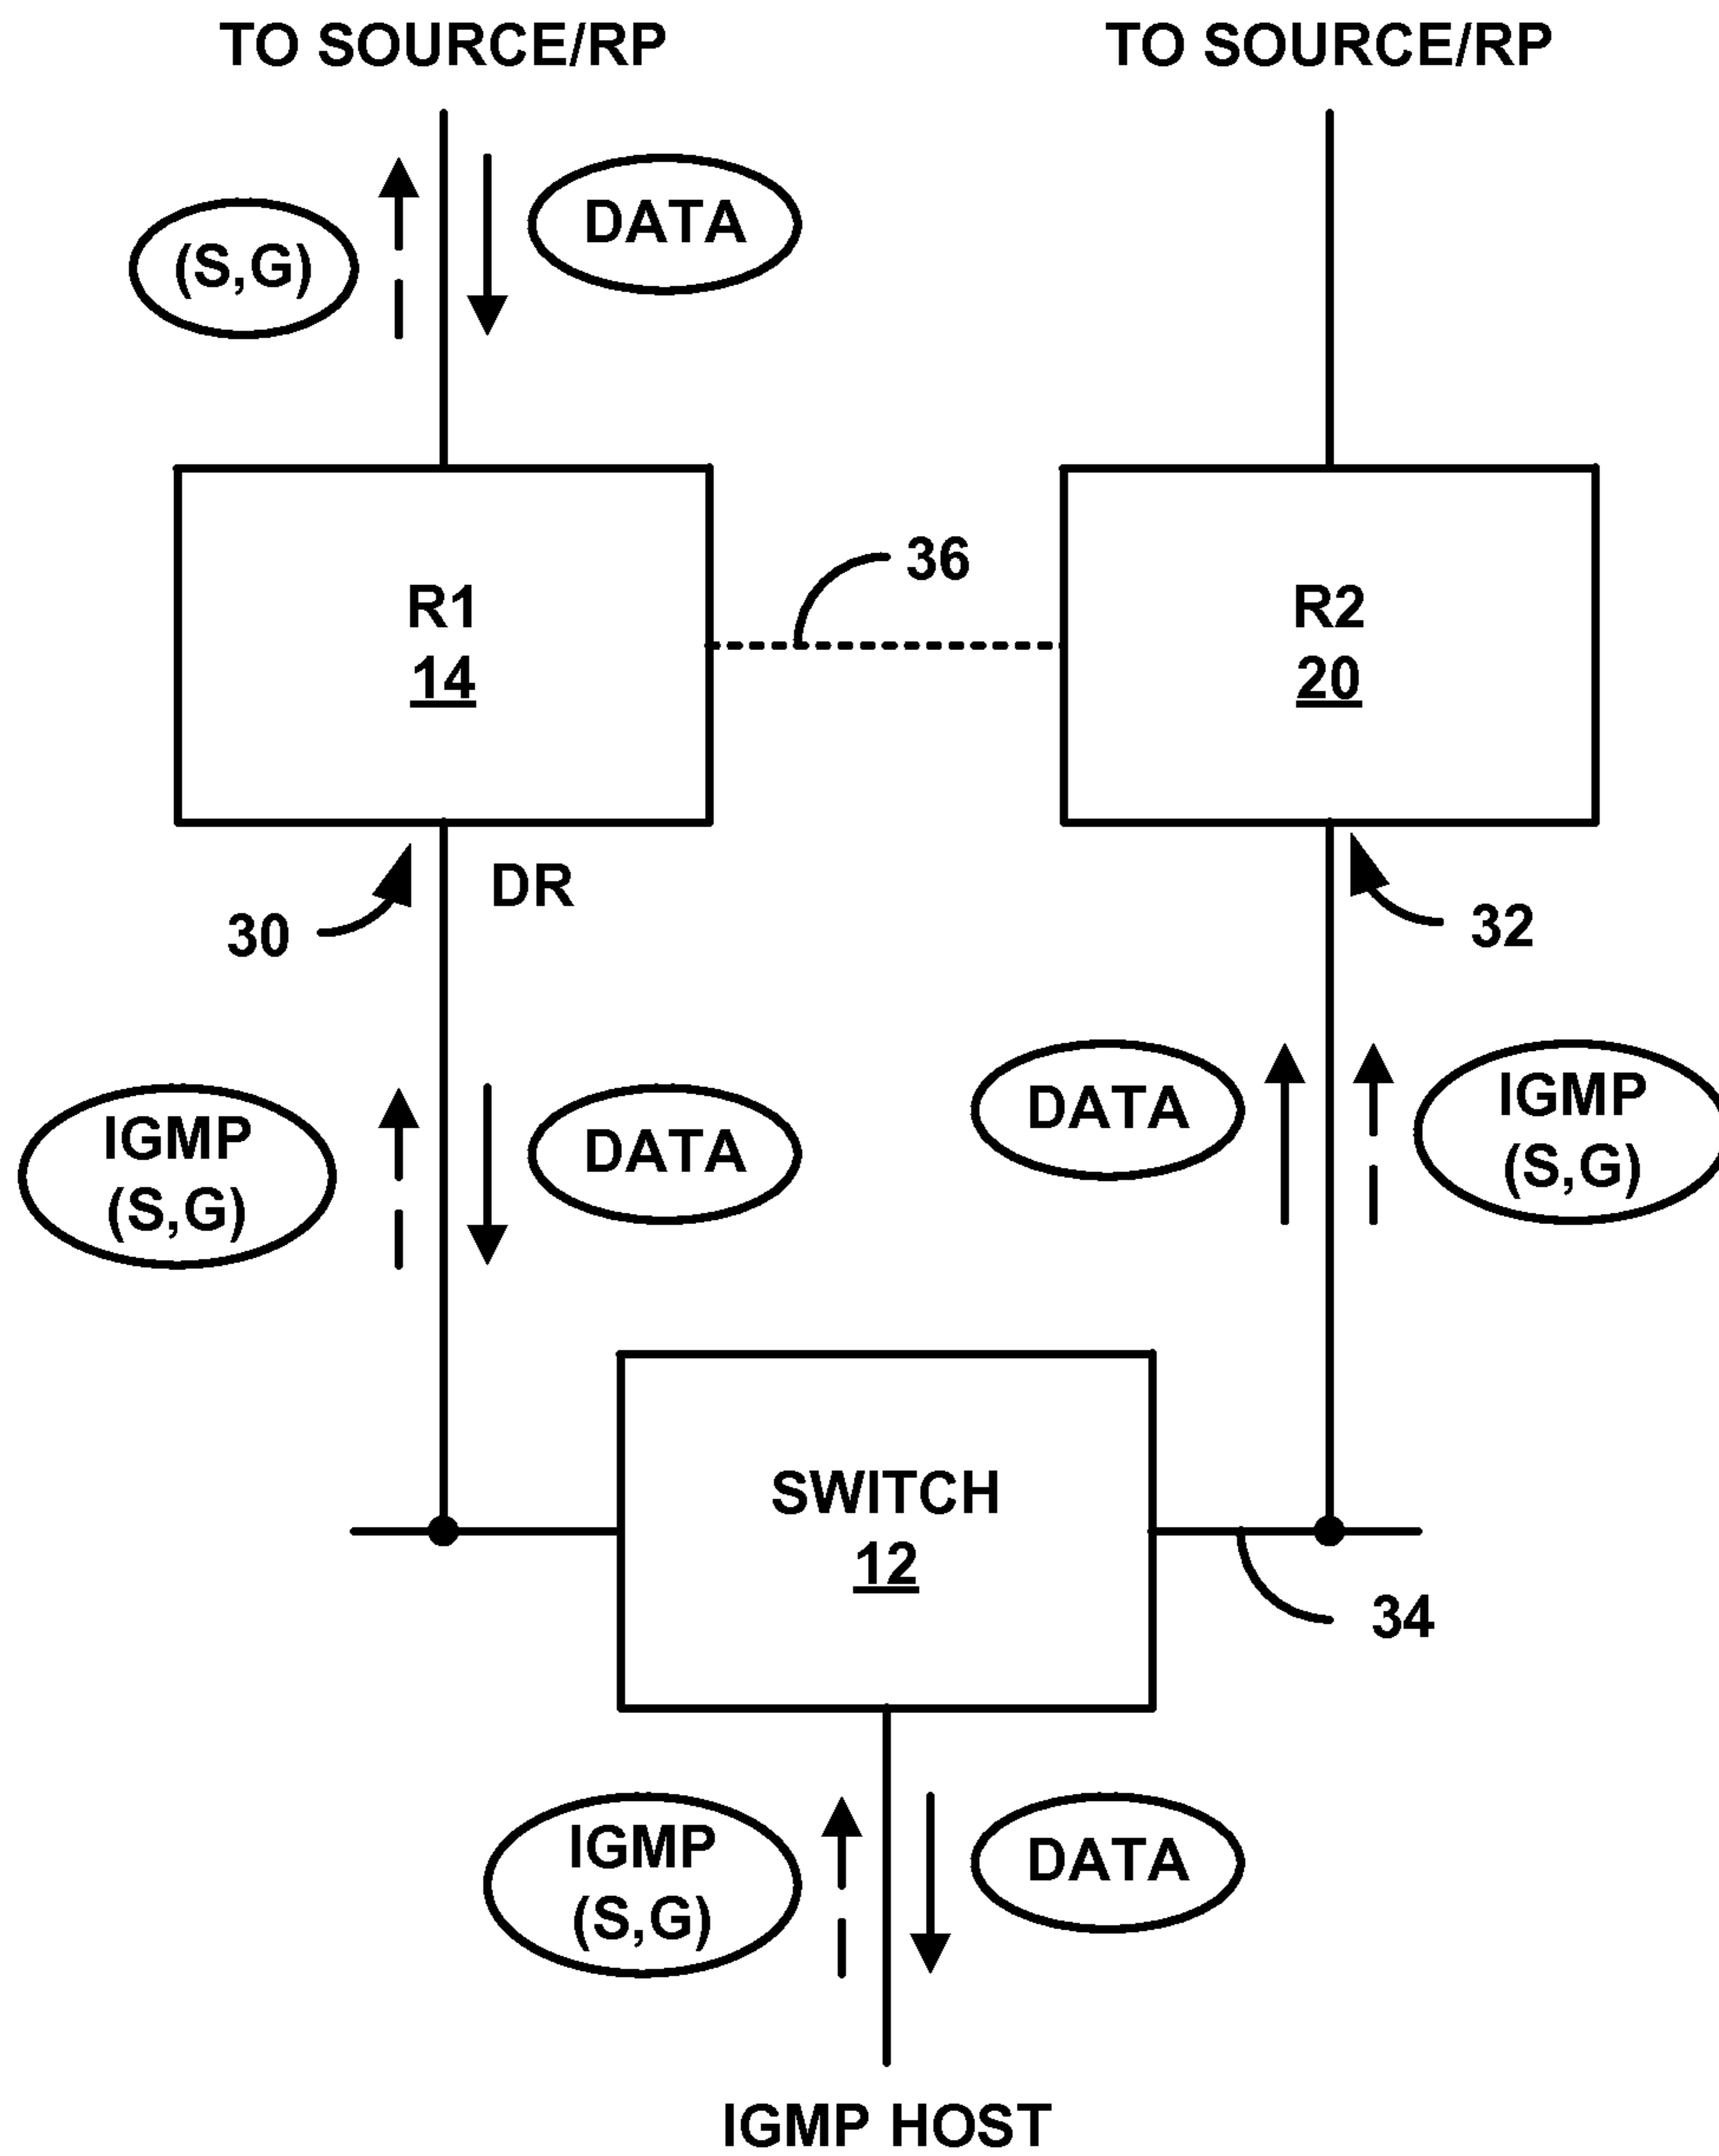 TO SOURCE/RP
TO SOURCE/RP
(S,G)
DATA
R1
14
36
R2
20
30
DR
32
IGMP
(S,G)
DATA
DATA
IGMP
(S,G)
SWITCH
12
34
IGMP
(S,G)
DATA
IGMP HOST